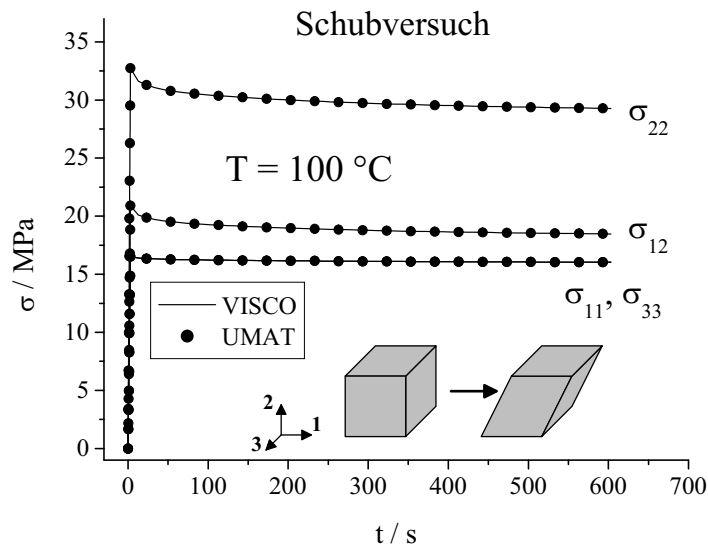 Schubversuch
σ / MPa
35
30
25
20
15
10
5
0
σ₂₂
T = 100 °C
σ₁₂
σ₁₁, σ₃₃
VISCO
UMAT
2
1
3
0 100 200 300 400 500 600 700
t / s